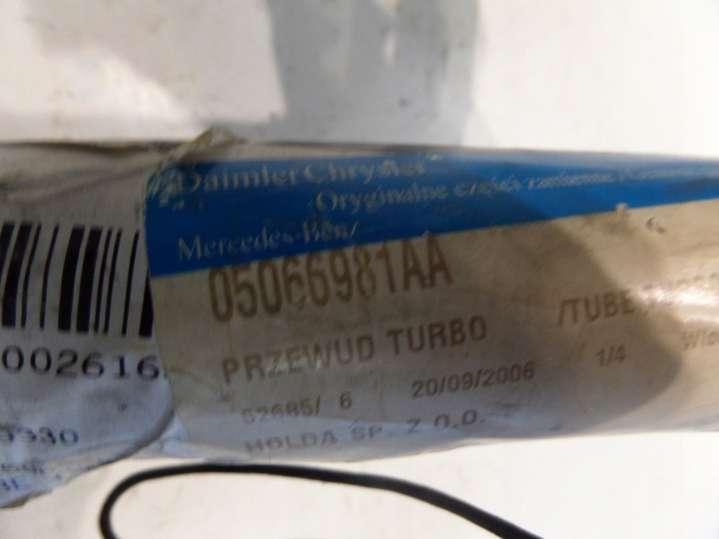 DaimlerChrysler
Oryginalne części zamienne /
Mercedes-Benz/
05066981AA
PRZEWUD TURBO /TUBE
52685/ 6 20/09/2006 1/4
HOLDA SP. Z O.O.
002616